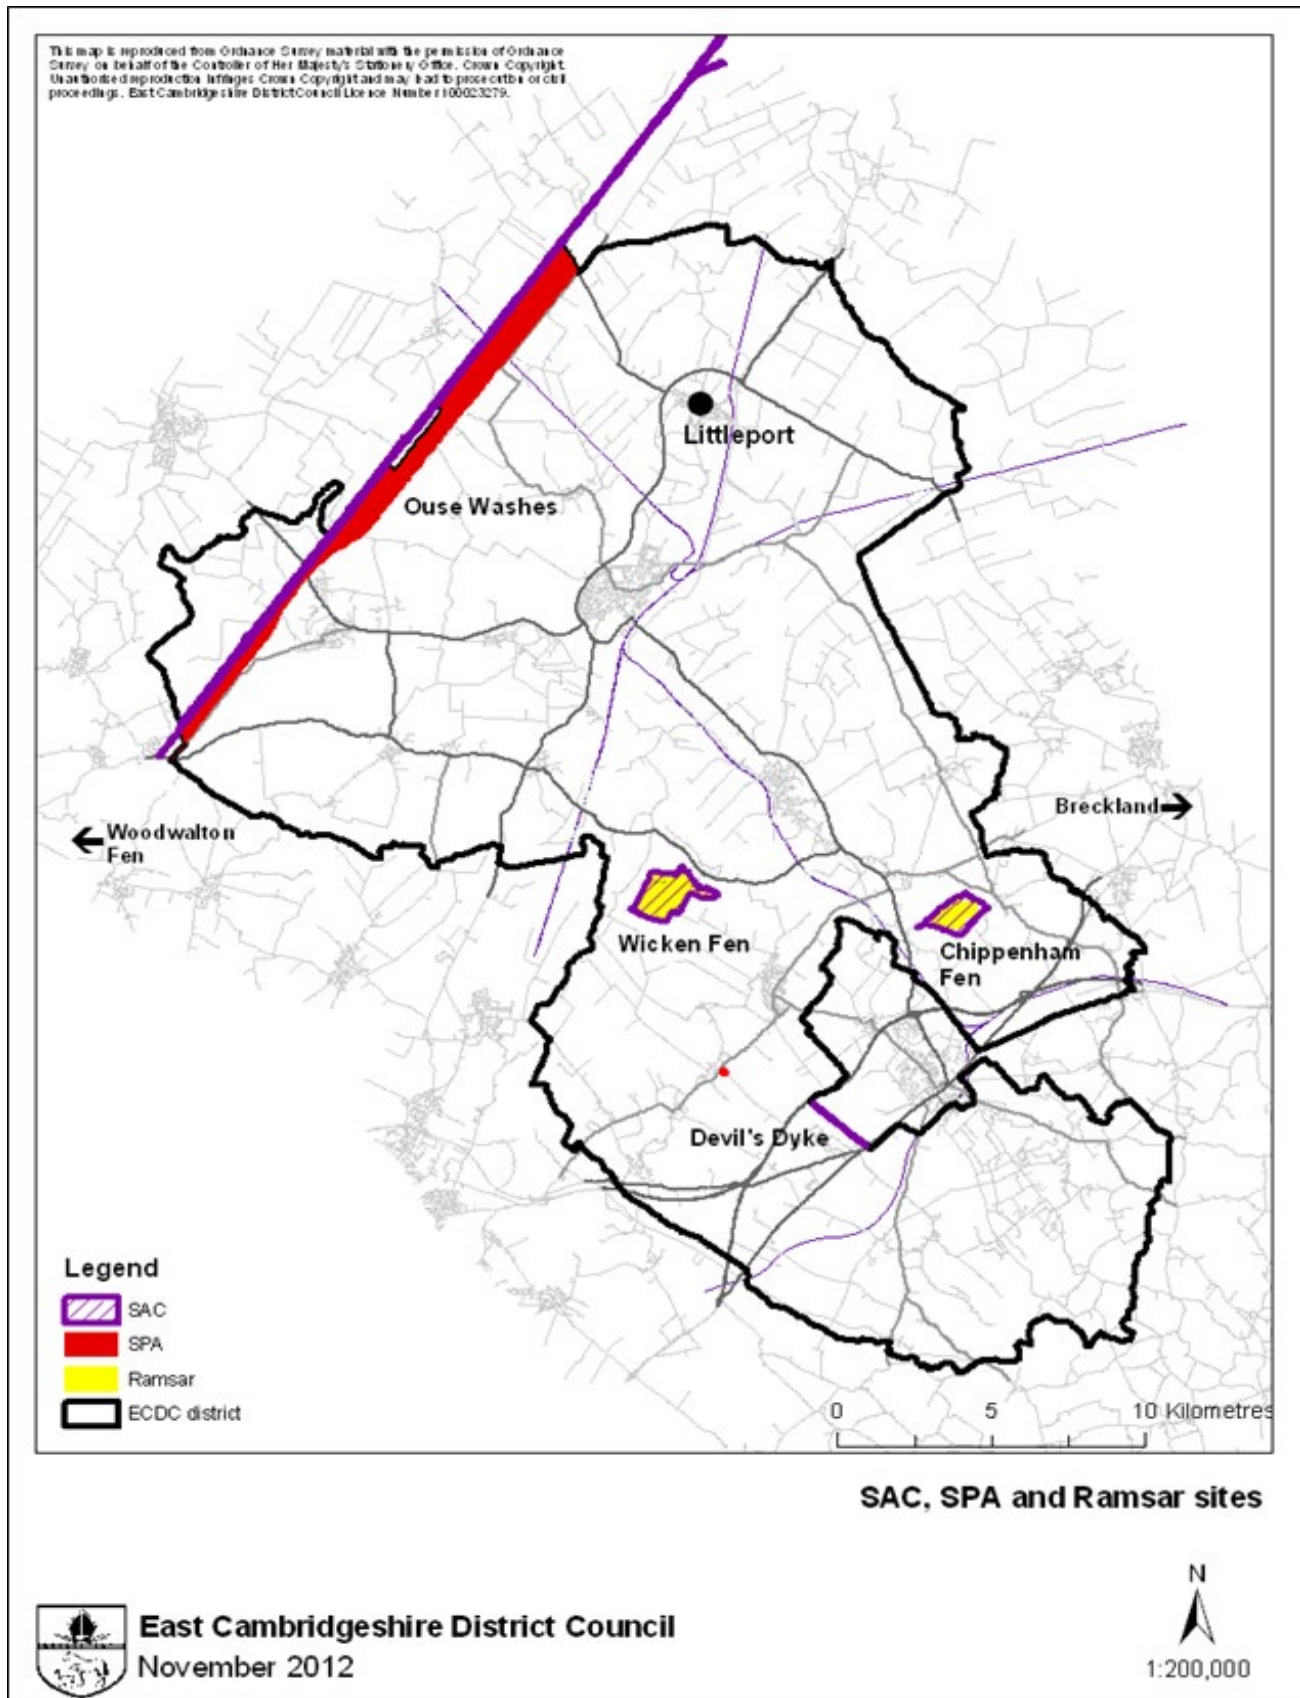 This map is reproduced from Ordnance Survey material with the permission of Ordnance
Survey on behalf of the Controller of Her Majesty's Stationery Office. Crown Copyright.
Unauthorised reproduction infringes Crown Copyright and may lead to prosecution or civil
proceedings. East Cambridgeshire District Council Licence Number 100023279.
Littleport
Ouse Washes
Breckland
Woodwalton
Fen
Wicken Fen
Chippenham
Fen
Devil's Dyke
Legend
SAC
SPA
Ramsar
ECDC district
0 5 10 Kilometres
SAC, SPA and Ramsar sites
N
East Cambridgeshire District Council
November 2012
1:200,000